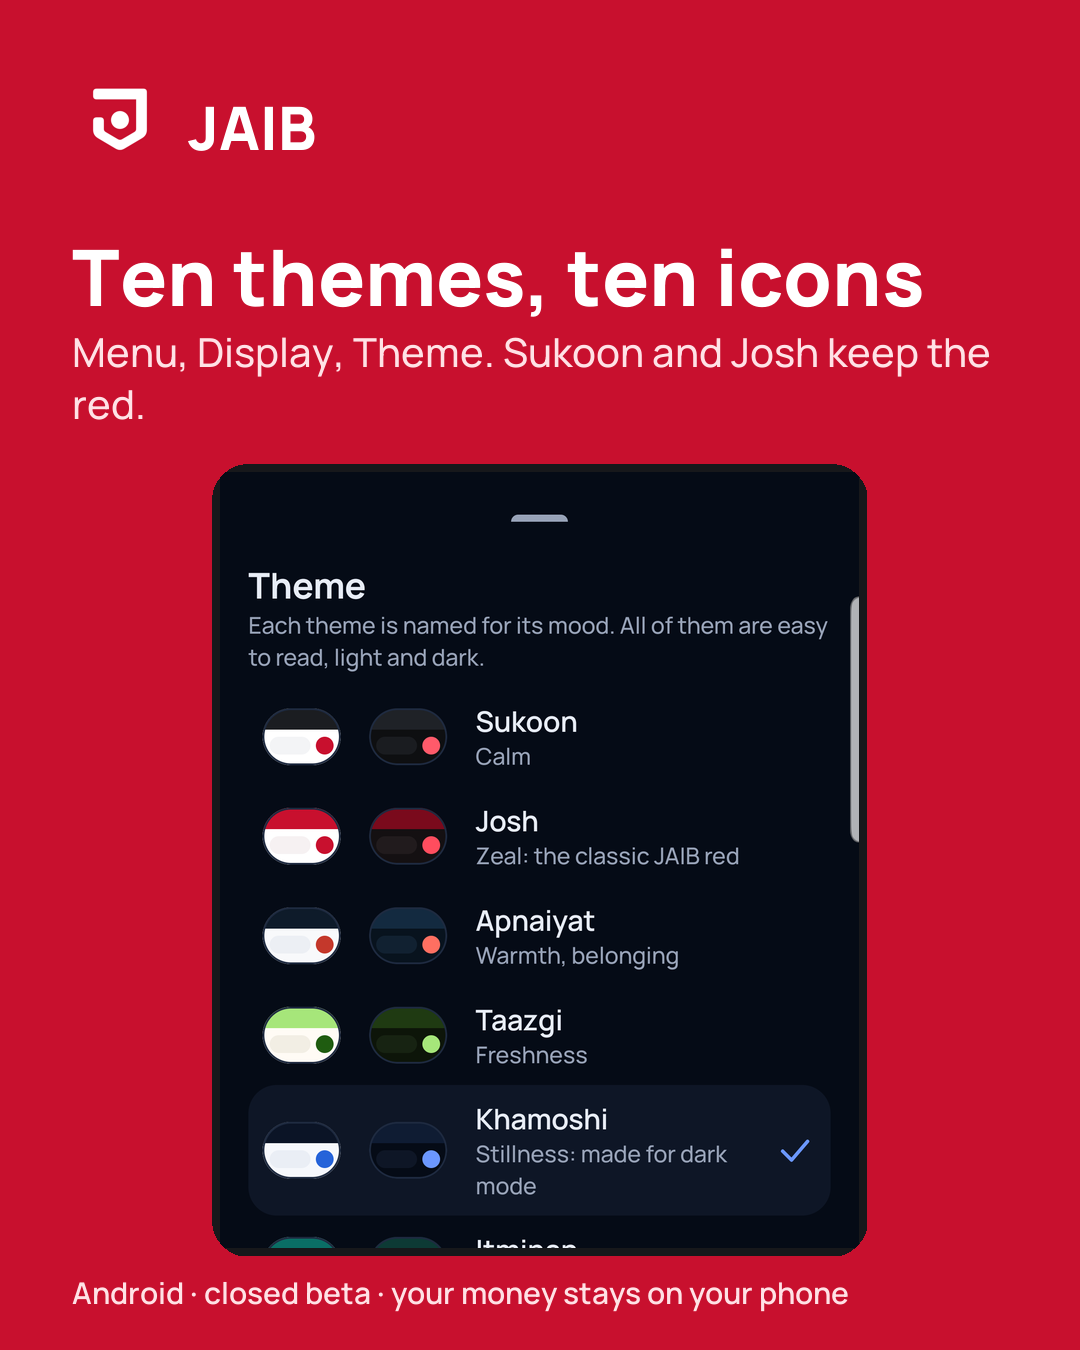 JAIB
Ten themes, ten icons
Menu, Display, Theme. Sukoon and Josh keep the
red.
Theme
Each theme is named for its mood. All of them are easy
to read, light and dark.
Sukoon
Calm
Josh
Zeal: the classic JAIB red
Apnaiyat
Warmth, belonging
Taazgi
Freshness
Khamoshi
Stillness: made for dark
mode
Android · closed beta · your money stays on your phone